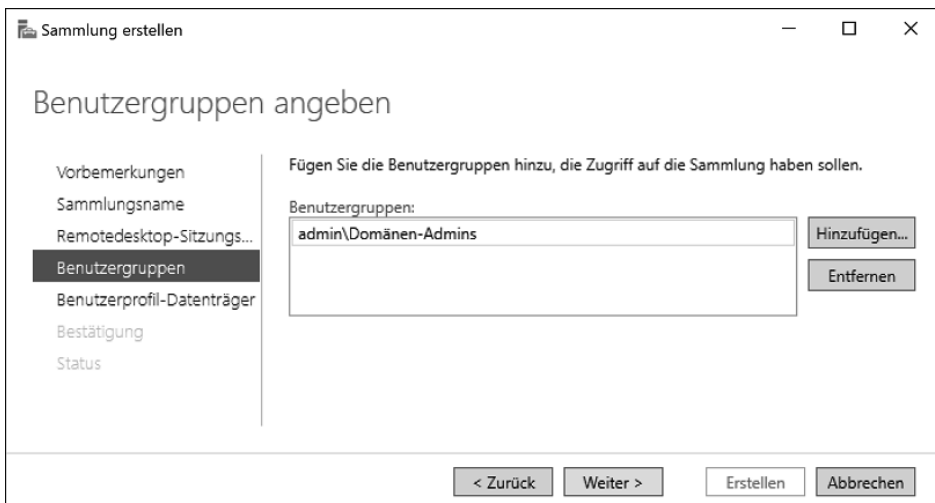 Sammlung erstellen
Benutzergruppen angeben
Vorbemerkungen
Sammlungsname
Remotedesktop-Sitzungs...
Benutzergruppen
Benutzerprofil-Datenträger
Bestätigung
Status
Fügen Sie die Benutzergruppen hinzu, die Zugriff auf die Sammlung haben sollen.
Benutzergruppen:
admin\Domänen-Admins
Hinzufügen...
Entfernen
< Zurück
Weiter >
Erstellen
Abbrechen